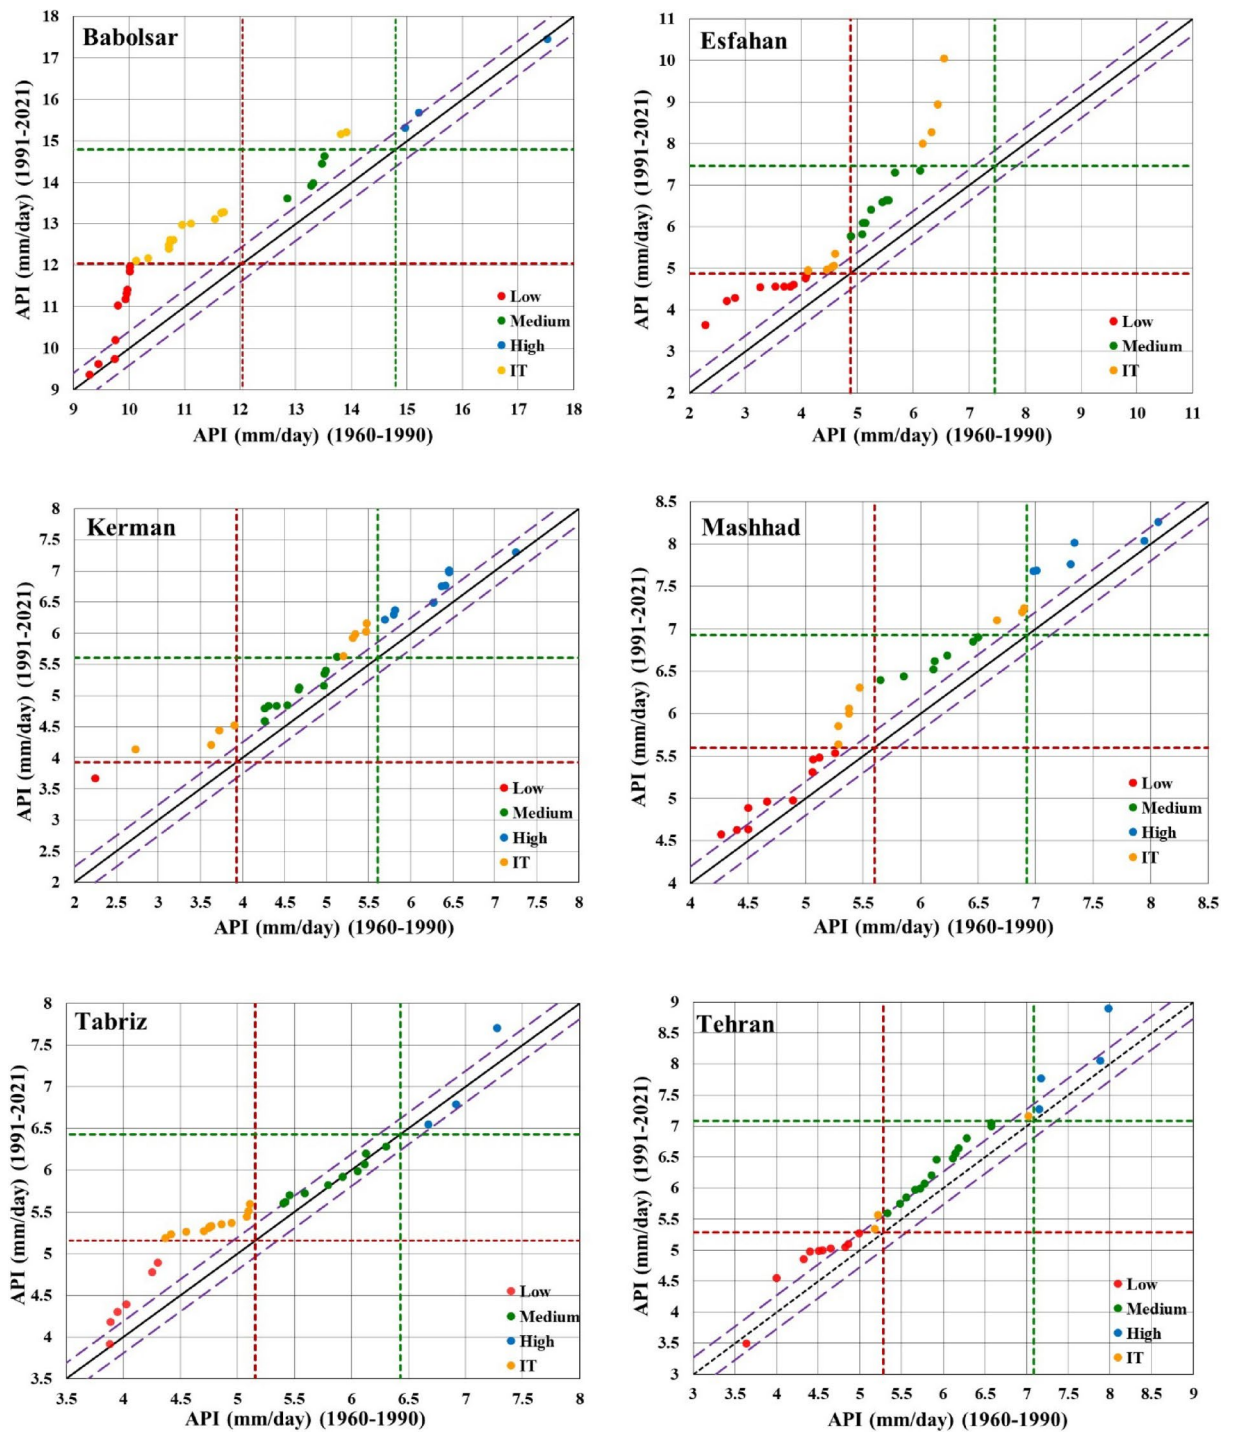 Babolsar
18
17
16
15
14
13
12
11
10
9
9 10 11 12 13 14 15 16 17 18
API (mm/day) (1991-2021)
API (mm/day) (1960-1990)
Low
Medium
High
IT
Esfahan
11
10
9
8
7
6
5
4
3
2
2 3 4 5 6 7 8 9 10 11
API (mm/day) (1991-2021)
API (mm/day) (1960-1990)
Low
Medium
IT
Kerman
8
7.5
7
6.5
6
5.5
5
4.5
4
3.5
3
2.5
2
2 2.5 3 3.5 4 4.5 5 5.5 6 6.5 7 7.5 8
API (mm/day) (1991-2021)
API (mm/day) (1960-1990)
Low
Medium
High
IT
Mashhad
8.5
8
7.5
7
6.5
6
5.5
5
4.5
4
4 4.5 5 5.5 6 6.5 7 7.5 8 8.5
API (mm/day) (1991-2021)
API (mm/day) (1960-1990)
Low
Medium
High
IT
Tabriz
8
7.5
7
6.5
6
5.5
5
4.5
4
3.5
3.5 4 4.5 5 5.5 6 6.5 7 7.5 8
API (mm/day) (1991-2021)
API (mm/day) (1960-1990)
Low
Medium
High
IT
Tehran
9
8.5
8
7.5
7
6.5
6
5.5
5
4.5
4
3.5
3
3 3.5 4 4.5 5 5.5 6 6.5 7 7.5 8 8.5 9
API (mm/day) (1991-2021)
API (mm/day) (1960-1990)
Low
Medium
High
IT